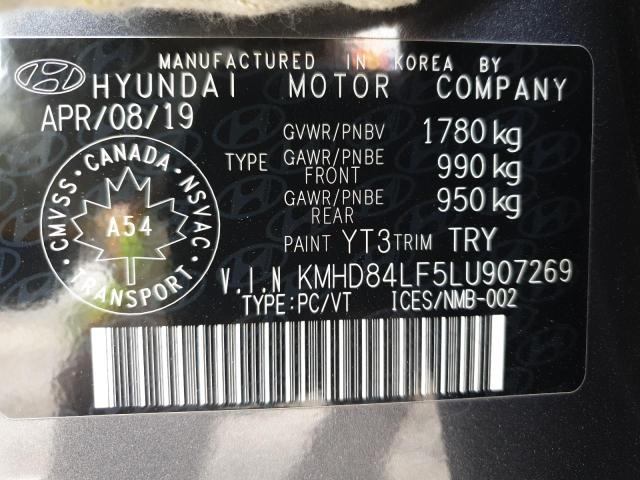 MANUFACTURED IN KOREA BY
HYUNDAI MOTOR COMPANY
APR/08/19
GVWR/PNBV 1780 kg
TYPE GAWR/PNBE FRONT 990 kg
GAWR/PNBE REAR 950 kg
CANADA
CMVSS NSVAC
A54
TRANSPORT
PAINT YT3 TRIM TRY
V.I.N KMHD84LF5LU907269
TYPE:PC/VT ICES/NMB-002